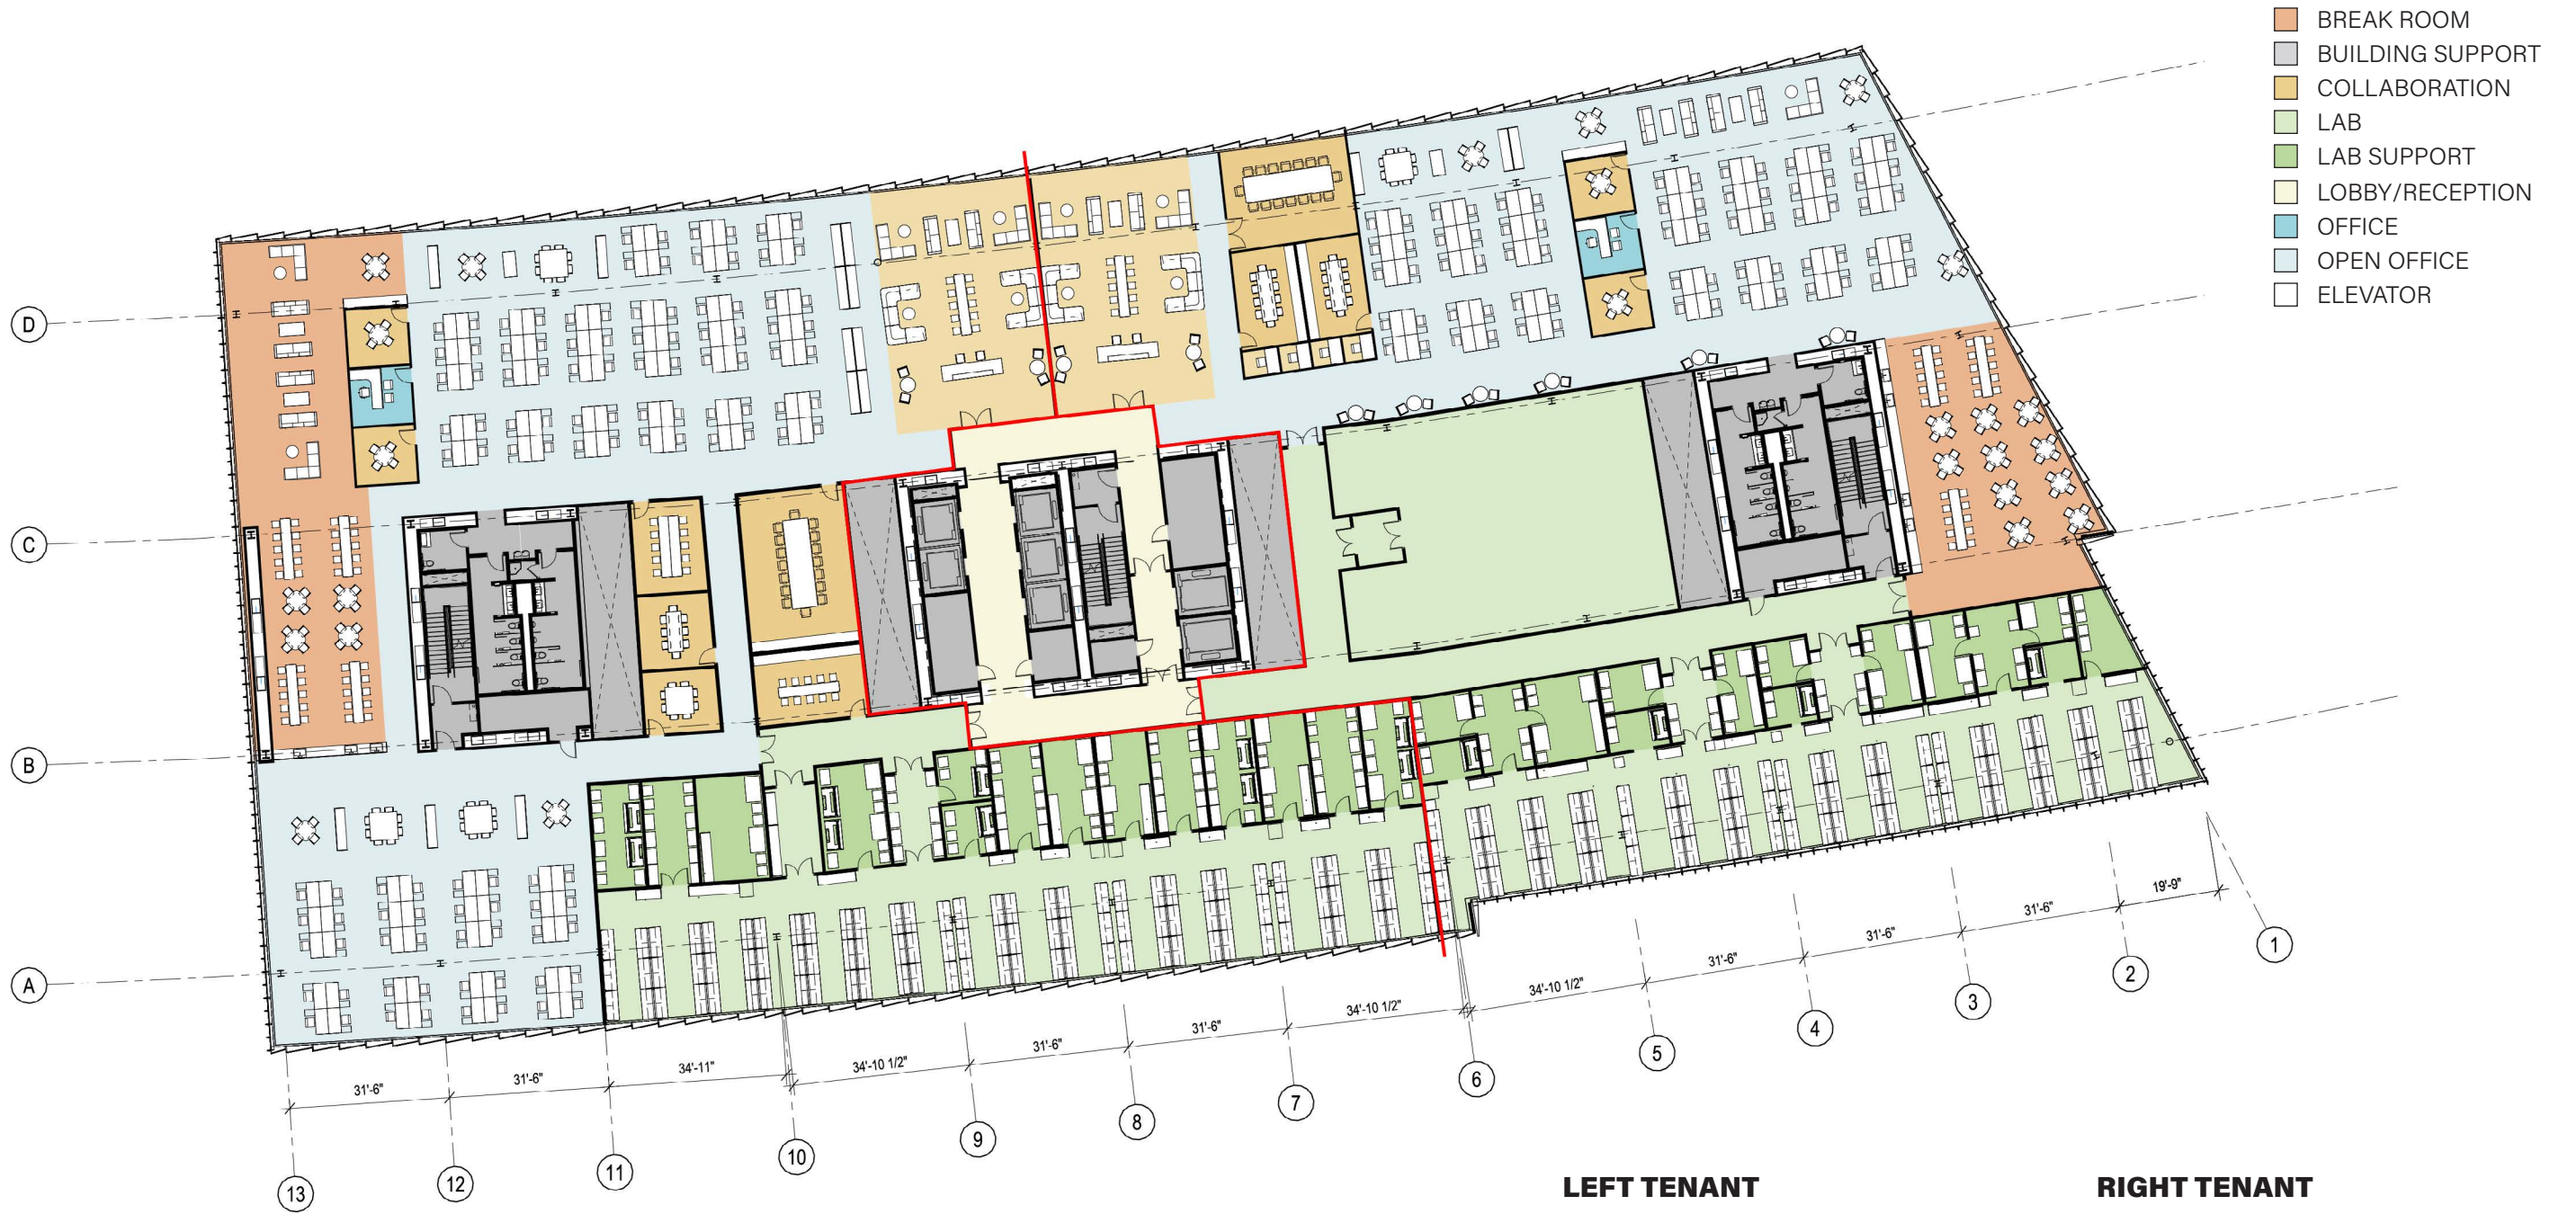 BREAK ROOM
BUILDING SUPPORT
COLLABORATION
LAB
LAB SUPPORT
LOBBY/RECEPTION
OFFICE
OPEN OFFICE
ELEVATOR
D
C
B
A
19'-9"
31'-6"
31'-6"
31'-6"
34'-10 1/2"
34'-10 1/2"
31'-6"
31'-6"
34'-10 1/2"
34'-11"
31'-6"
31'-6"
1
2
3
4
5
6
7
8
9
10
11
12
13
LEFT TENANT
RIGHT TENANT